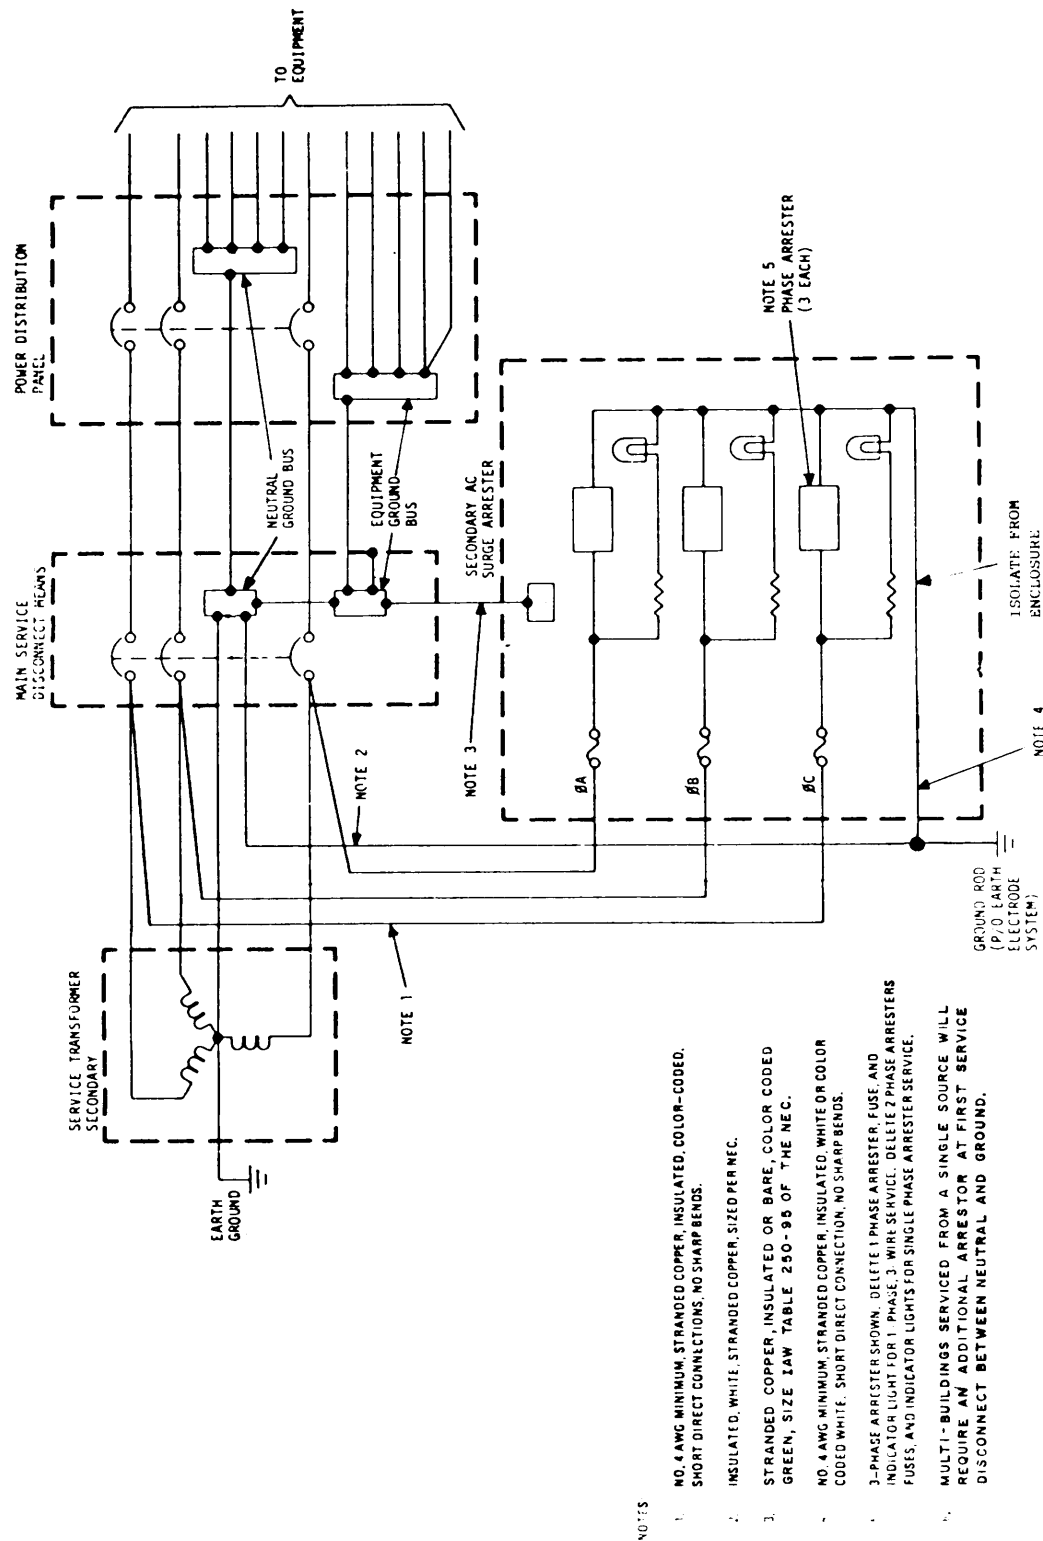 SERVICE TRANSFORMER
SECONDARY
EARTH
GROUND
MAIN SERVICE
DISCONNECT MEANS
POWER DISTRIBUTION
PANEL
TO
EQUIPMENT
NEUTRAL
GROUND BUS
EQUIPMENT
GROUND
BUS
SECONDARY AC
SURGE ARRESTER
NOTE 1
NOTE 2
NOTE 3
NOTE 5
PHASE ARRESTER
(3 EACH)
ØA
ØB
ØC
GROUND ROD
(P/O EARTH
ELECTRODE
SYSTEM)
NOTE 4
ISOLATE FROM
ENCLOSURE
NOTES
1. NO. 4 AWG MINIMUM, STRANDED COPPER, INSULATED, COLOR-CODED.
SHORT DIRECT CONNECTIONS, NO SHARP BENDS.
2. INSULATED, WHITE, STRANDED COPPER, SIZED PER NEC.
3. STRANDED COPPER, INSULATED OR BARE, COLOR CODED
GREEN, SIZE IAW TABLE 250-95 OF THE NEC.
NO. 4 AWG MINIMUM, STRANDED COPPER, INSULATED, WHITE OR COLOR
CODED WHITE. SHORT DIRECT CONNECTION, NO SHARP BENDS.
3-PHASE ARRESTER SHOWN. DELETE 1 PHASE ARRESTER, FUSE, AND
INDICATOR LIGHT FOR 1-PHASE, 3-WIRE SERVICE. DELETE 2 PHASE ARRESTERS
FUSES, AND INDICATOR LIGHTS FOR SINGLE PHASE ARRESTER SERVICE.
MULTI-BUILDINGS SERVICED FROM A SINGLE SOURCE WILL
REQUIRE AN ADDITIONAL ARRESTOR AT FIRST SERVICE
DISCONNECT BETWEEN NEUTRAL AND GROUND.